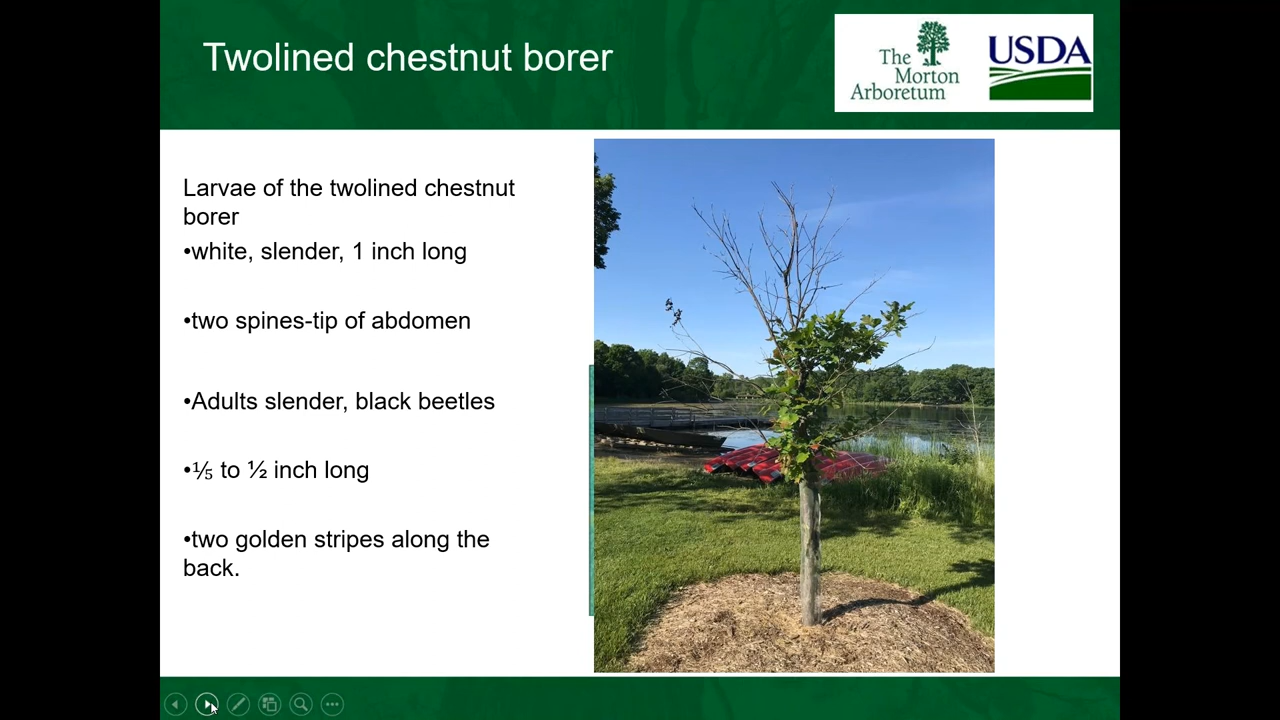 Twolined chestnut borer
The
Morton
Arboretum
USDA
Larvae of the twolined chestnut
borer
•white, slender, 1 inch long
•two spines-tip of abdomen
•Adults slender, black beetles
•⅕ to ½ inch long
•two golden stripes along the
back.